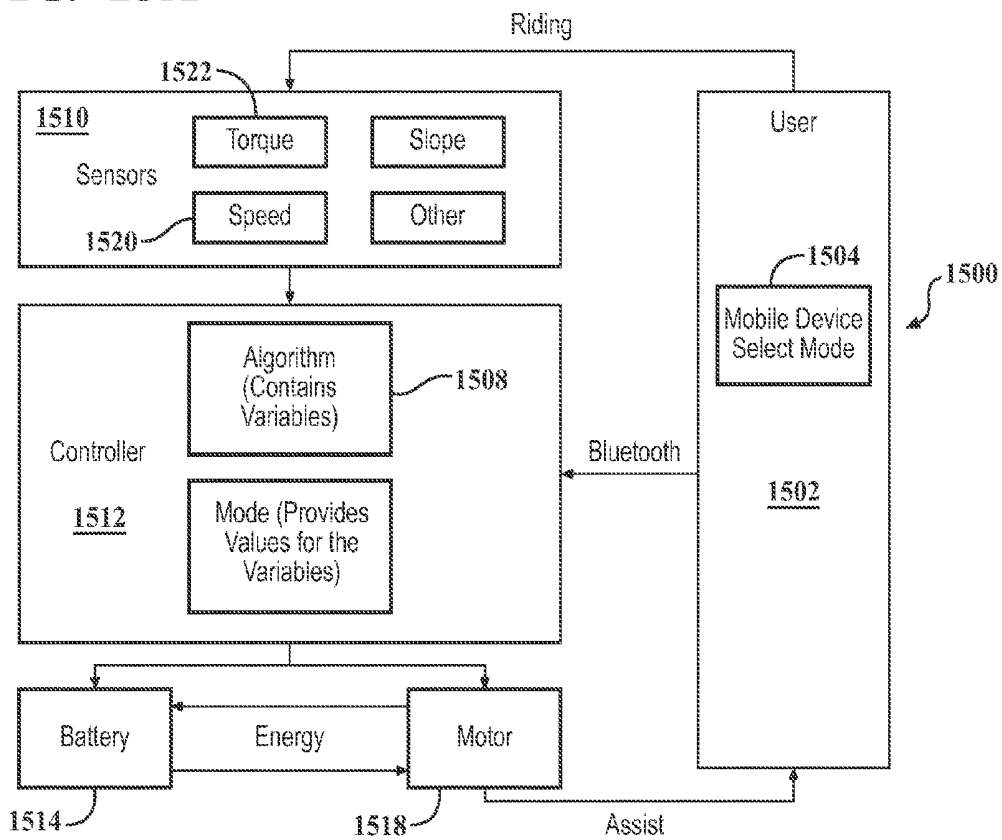 Riding
1522
1510
Torque
Slope
User
Sensors
Speed
Other
1520
1504
1500
Mobile Device
Select Mode
Algorithm
(Contains
Variables)
1508
Controller
Bluetooth
1512
Mode (Provides
Values for the
Variables)
1502
Battery
Energy
Motor
1514
1518
Assist